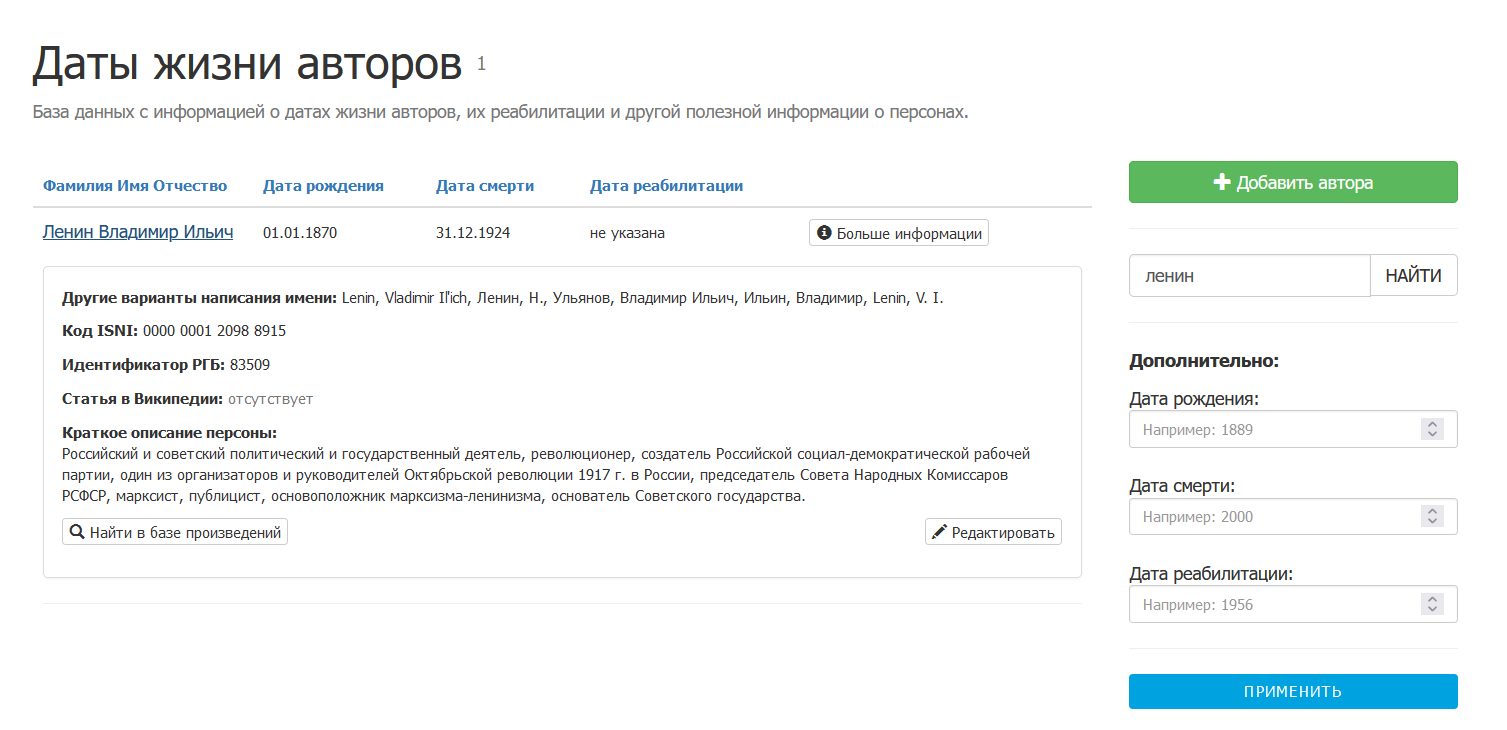 Даты жизни авторов 1
База данных с информацией о датах жизни авторов, их реабилитации и другой полезной информации о персонах.
Фамилия Имя Отчество Дата рождения Дата смерти Дата реабилитации
Ленин Владимир Ильич 01.01.1870 31.12.1924 не указана Больше информации
Другие варианты написания имени: Lenin, Vladimir Il'ich, Ленин, Н., Ульянов, Владимир Ильич, Ильин, Владимир, Lenin, V. I.
Код ISNI: 0000 0001 2098 8915
Идентификатор РГБ: 83509
Статья в Википедии: отсутствует
Краткое описание персоны:
Российский и советский политический и государственный деятель, революционер, создатель Российской социал-демократической рабочей
партии, один из организаторов и руководителей Октябрьской революции 1917 г. в России, председатель Совета Народных Комиссаров
РСФСР, марксист, публицист, основоположник марксизма-ленинизма, основатель Советского государства.
Найти в базе произведений Редактировать
Добавить автора
ленин НАЙТИ
Дополнительно:
Дата рождения:
Например: 1889
Дата смерти:
Например: 2000
Дата реабилитации:
Например: 1956
ПРИМЕНИТЬ